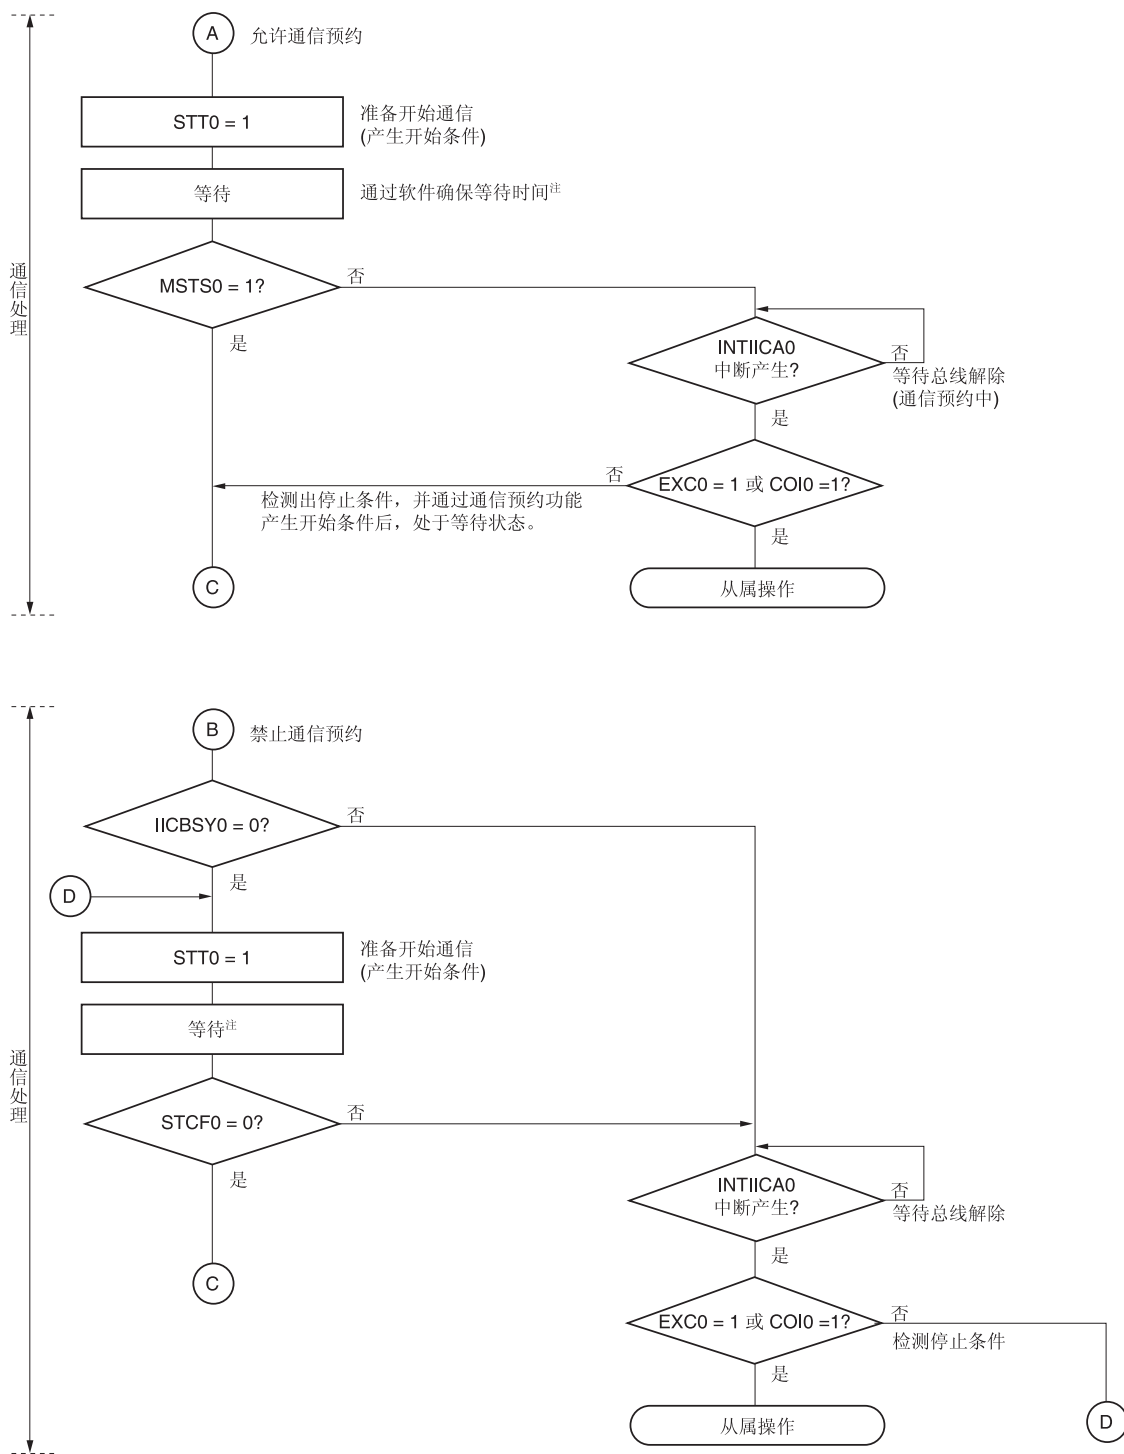 A 允许通信预约
STT0 = 1
准备开始通信
(产生开始条件)
等待
通过软件确保等待时间注
MSTS0 = 1?
否
是
INTIICA0
中断产生?
否
等待总线解除
(通信预约中)
是
EXC0 = 1 或 COI0 =1?
否
检测出停止条件，并通过通信预约功能
产生开始条件后，处于等待状态。
是
C
从属操作
通信处理
B 禁止通信预约
IICBSY0 = 0?
否
是
D
STT0 = 1
准备开始通信
(产生开始条件)
等待注
STCF0 = 0?
否
是
INTIICA0
中断产生?
否
等待总线解除
是
C
EXC0 = 1 或 COI0 =1?
否
检测停止条件
是
从属操作
D
通信处理